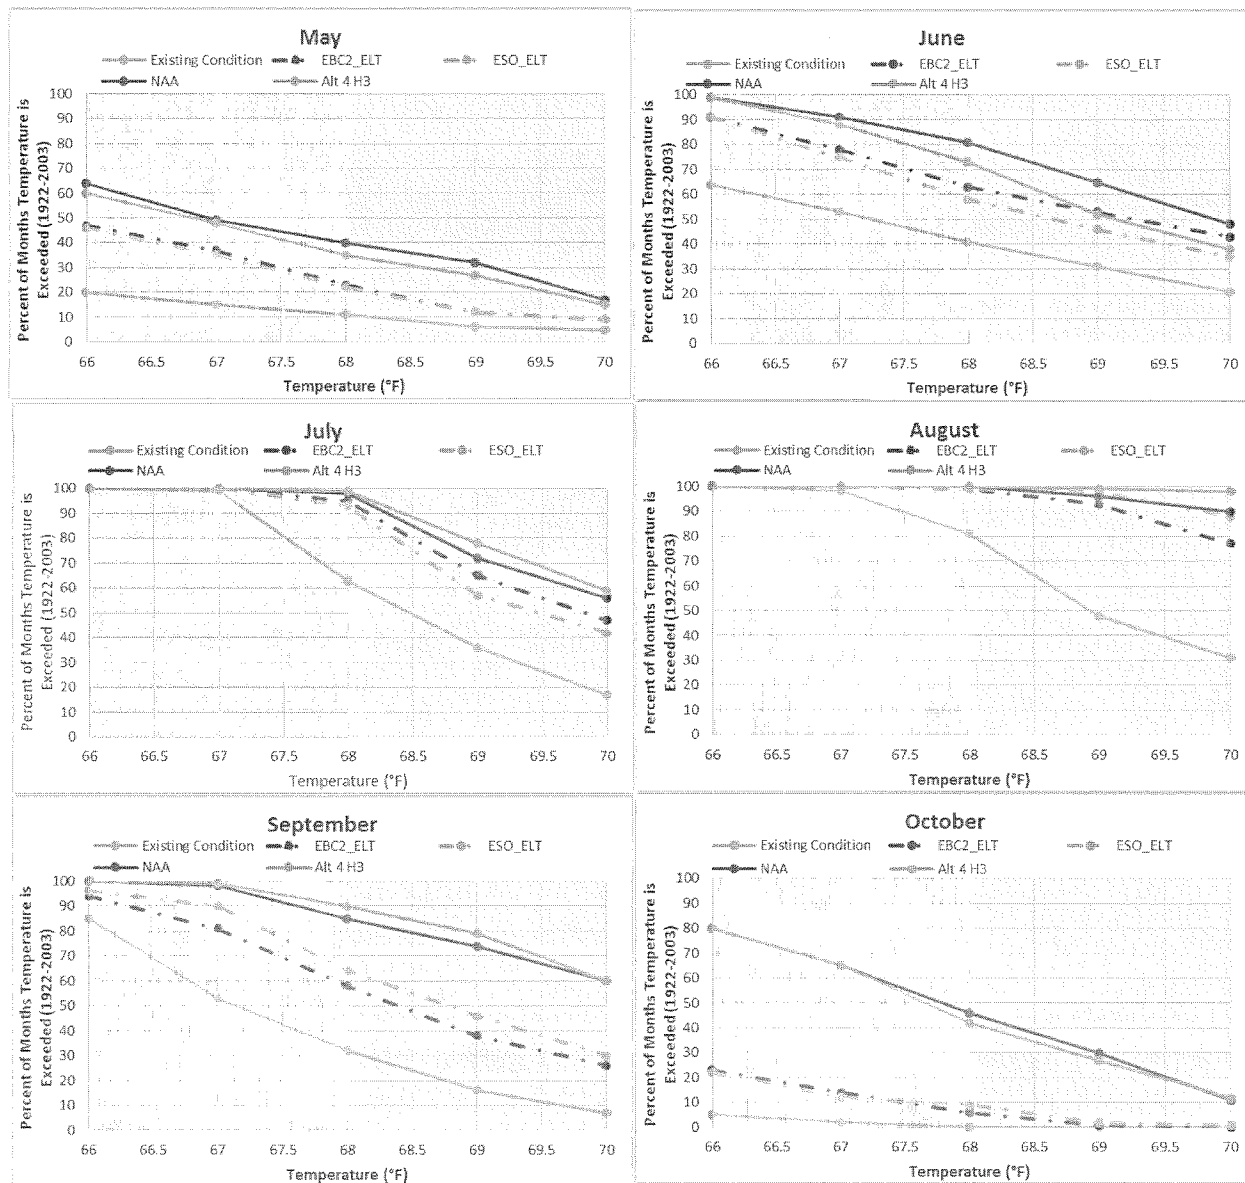 May
Existing Condition EBC2_ELT ESO_ELT
NAA Alt 4 H3
Percent of Months Temperature is
Exceeded (1922-2003)
100
90
80
70
60
50
40
30
20
10
0
66 66.5 67 67.5 68 68.5 69 69.5 70
Temperature (°F)
June
Existing Condition EBC2_ELT ESO_ELT
NAA Alt 4 H3
Percent of Months Temperature is
Exceeded (1922-2003)
100
90
80
70
60
50
40
30
20
10
0
66 66.5 67 67.5 68 68.5 69 69.5 70
Temperature (°F)
July
Existing Condition EBC2_ELT ESO_ELT
NAA Alt 4 H3
Percent of Months Temperature is
Exceeded (1922-2003)
100
90
80
70
60
50
40
30
20
10
0
66 66.5 67 67.5 68 68.5 69 69.5 70
Temperature (°F)
August
Existing Condition EBC2_ELT ESO_ELT
NAA Alt 4 H3
Percent of Months Temperature is
Exceeded (1922-2003)
100
90
80
70
60
50
40
30
20
10
0
66 66.5 67 67.5 68 68.5 69 69.5 70
Temperature (°F)
September
Existing Condition EBC2_ELT ESO_ELT
NAA Alt 4 H3
Percent of Months Temperature is
Exceeded (1922-2003)
100
90
80
70
60
50
40
30
20
10
0
66 66.5 67 67.5 68 68.5 69 69.5 70
Temperature (°F)
October
Existing Condition EBC2_ELT ESO_ELT
NAA Alt 4 H3
Percent of Months Temperature is
Exceeded (1922-2003)
100
90
80
70
60
50
40
30
20
10
0
66 66.5 67 67.5 68 68.5 69 69.5 70
Temperature (°F)